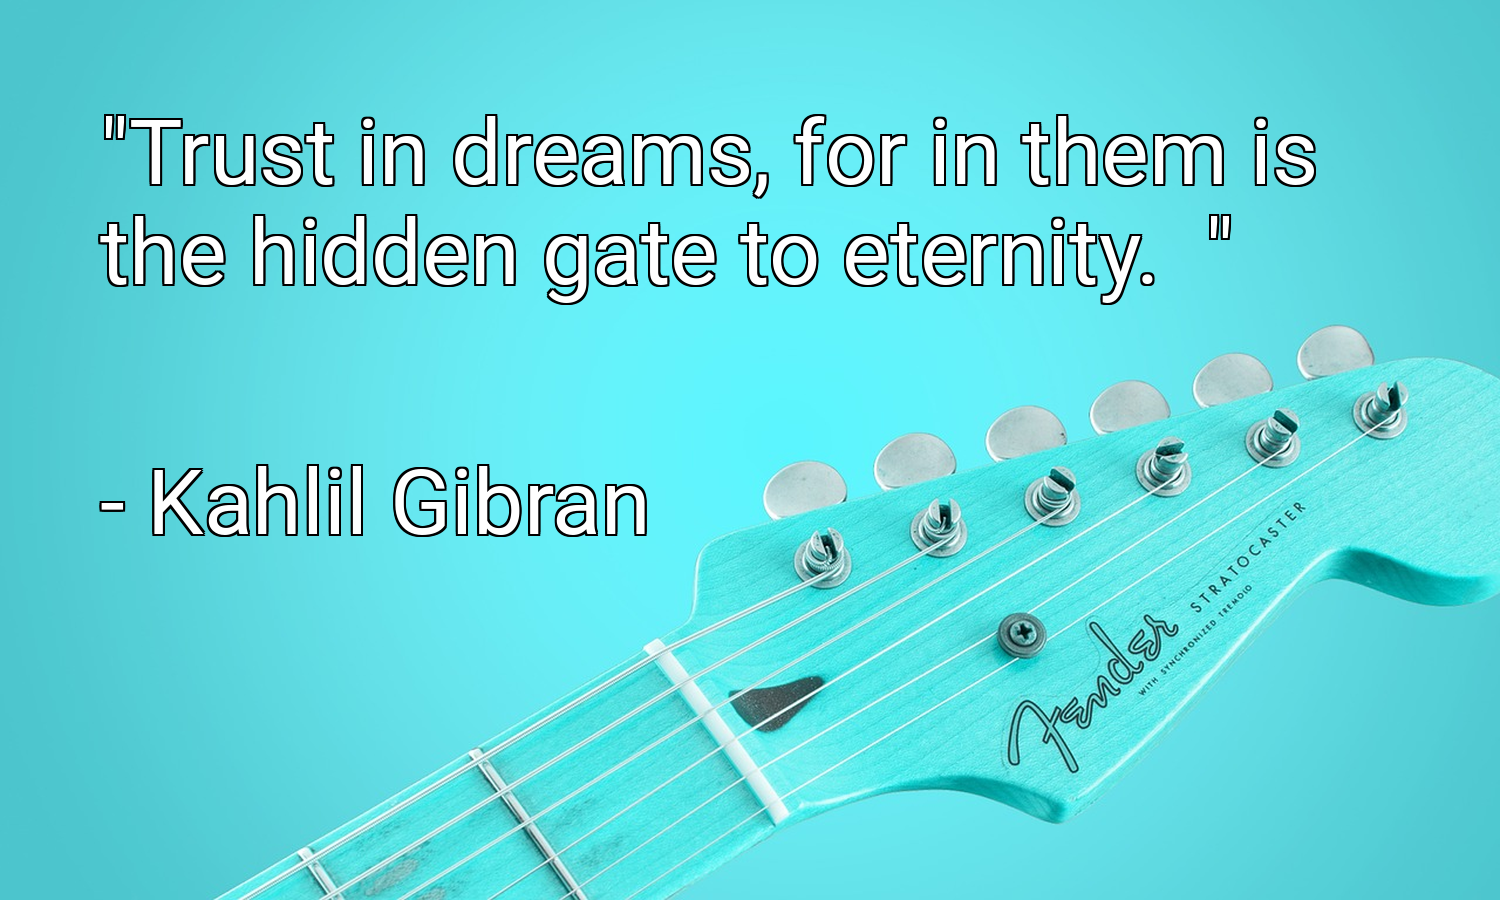 "Trust in dreams, for in them is
the hidden gate to eternity.  "
- Kahlil Gibran
Fender
STRATOCASTER
WITH SYNCHRONIZED TREMOLO